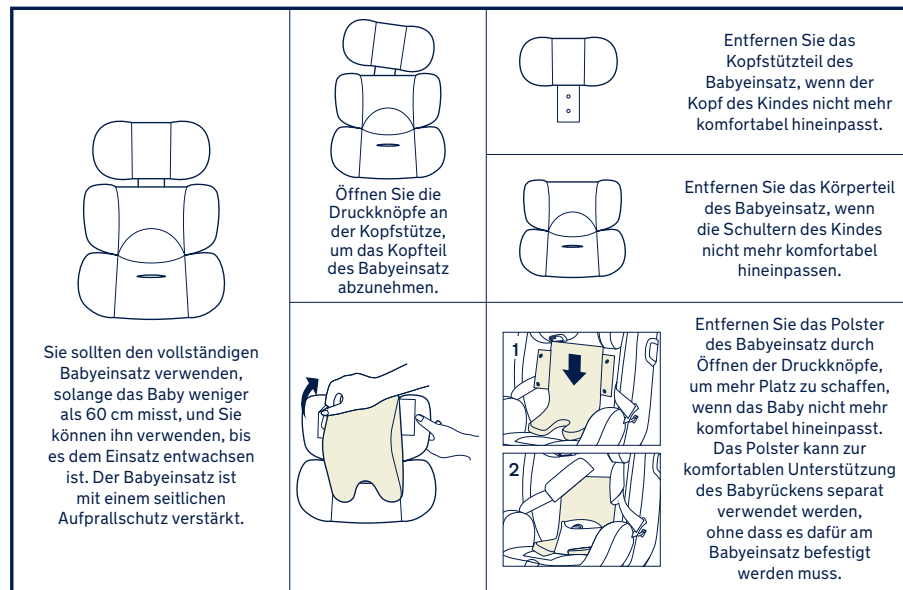 Sie sollten den vollständigen
Babyeinsatz verwenden,
solange das Baby weniger
als 60 cm misst, und Sie
können ihn verwenden, bis
es dem Einsatz entwachsen
ist. Der Babyeinsatz ist
mit einem seitlichen
Aufprallschutz verstärkt.
Öffnen Sie die
Druckknöpfe an
der Kopfstütze,
um das Kopfteil
des Babyeinsatz
abzunehmen.
Entfernen Sie das
Kopfstützteil des
Babyeinsatz, wenn der
Kopf des Kindes nicht mehr
komfortabel hineinpasst.
Entfernen Sie das Körperteil
des Babyeinsatz, wenn
die Schultern des Kindes
nicht mehr komfortabel
hineinpassen.
1
2
Entfernen Sie das Polster
des Babyeinsatz durch
Öffnen der Druckknöpfe,
um mehr Platz zu schaffen,
wenn das Baby nicht mehr
komfortabel hineinpasst.
Das Polster kann zur
komfortablen Unterstützung
des Babyrückens separat
verwendet werden,
ohne dass es dafür am
Babyeinsatz befestigt
werden muss.